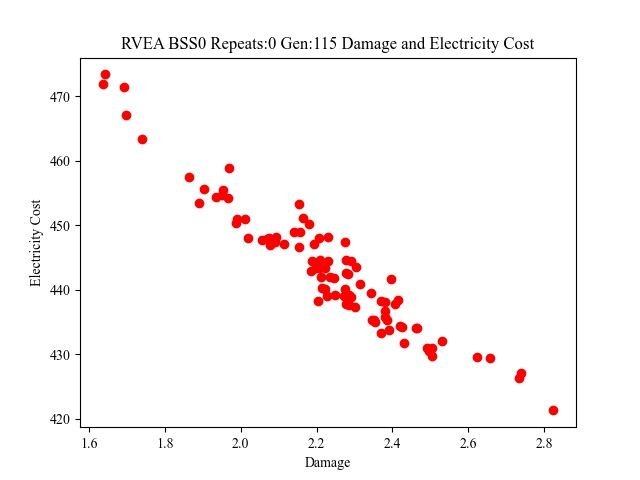 RVEA BSS0 Repeats:0 Gen:115 Damage and Electricity Cost
470
460
450
440
430
420
Electricity Cost
1.6 1.8 2.0 2.2 2.4 2.6 2.8
Damage